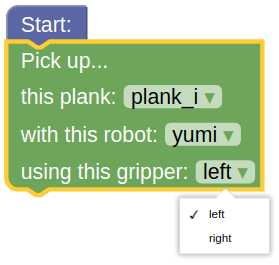 Start:
Pick up...
this plank: plank_i ▾
with this robot: yumi ▾
using this gripper: left ▾
✓ left
right